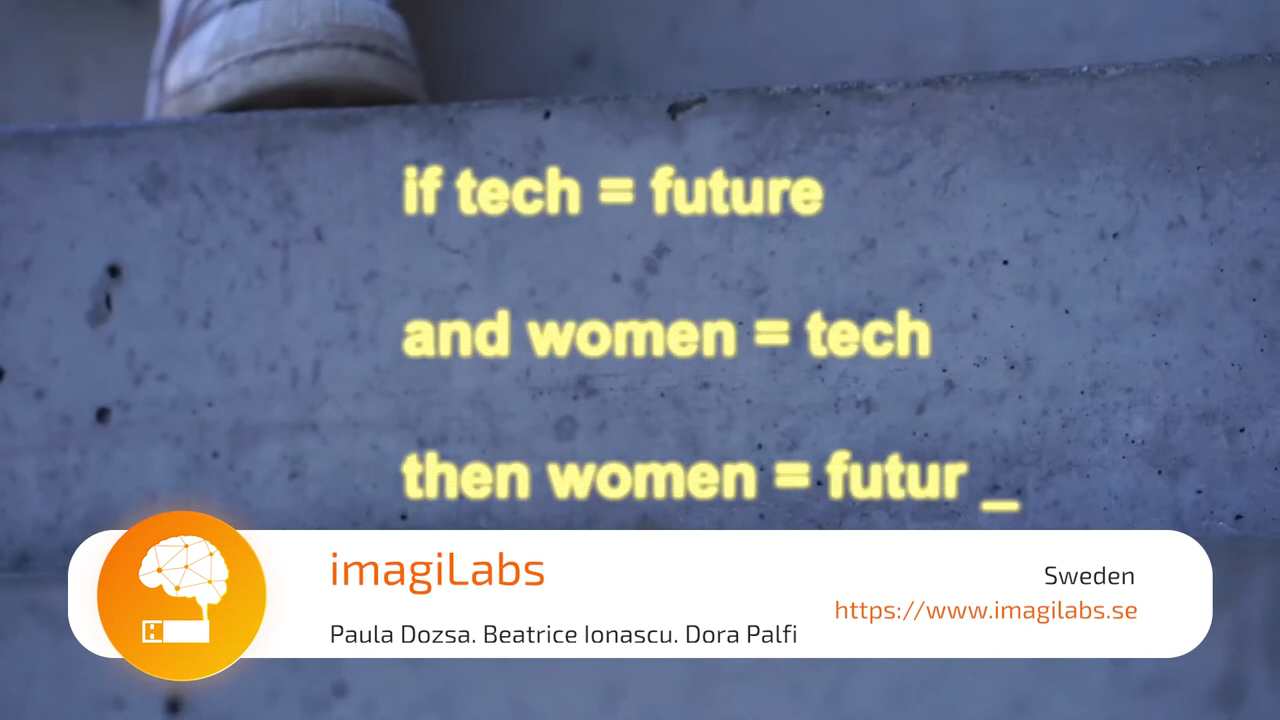 if tech = future
and women = tech
then women = futur _
imagiLabs
Sweden
https://www.imagilabs.se
Paula Dozsa. Beatrice Ionascu. Dora Palfi